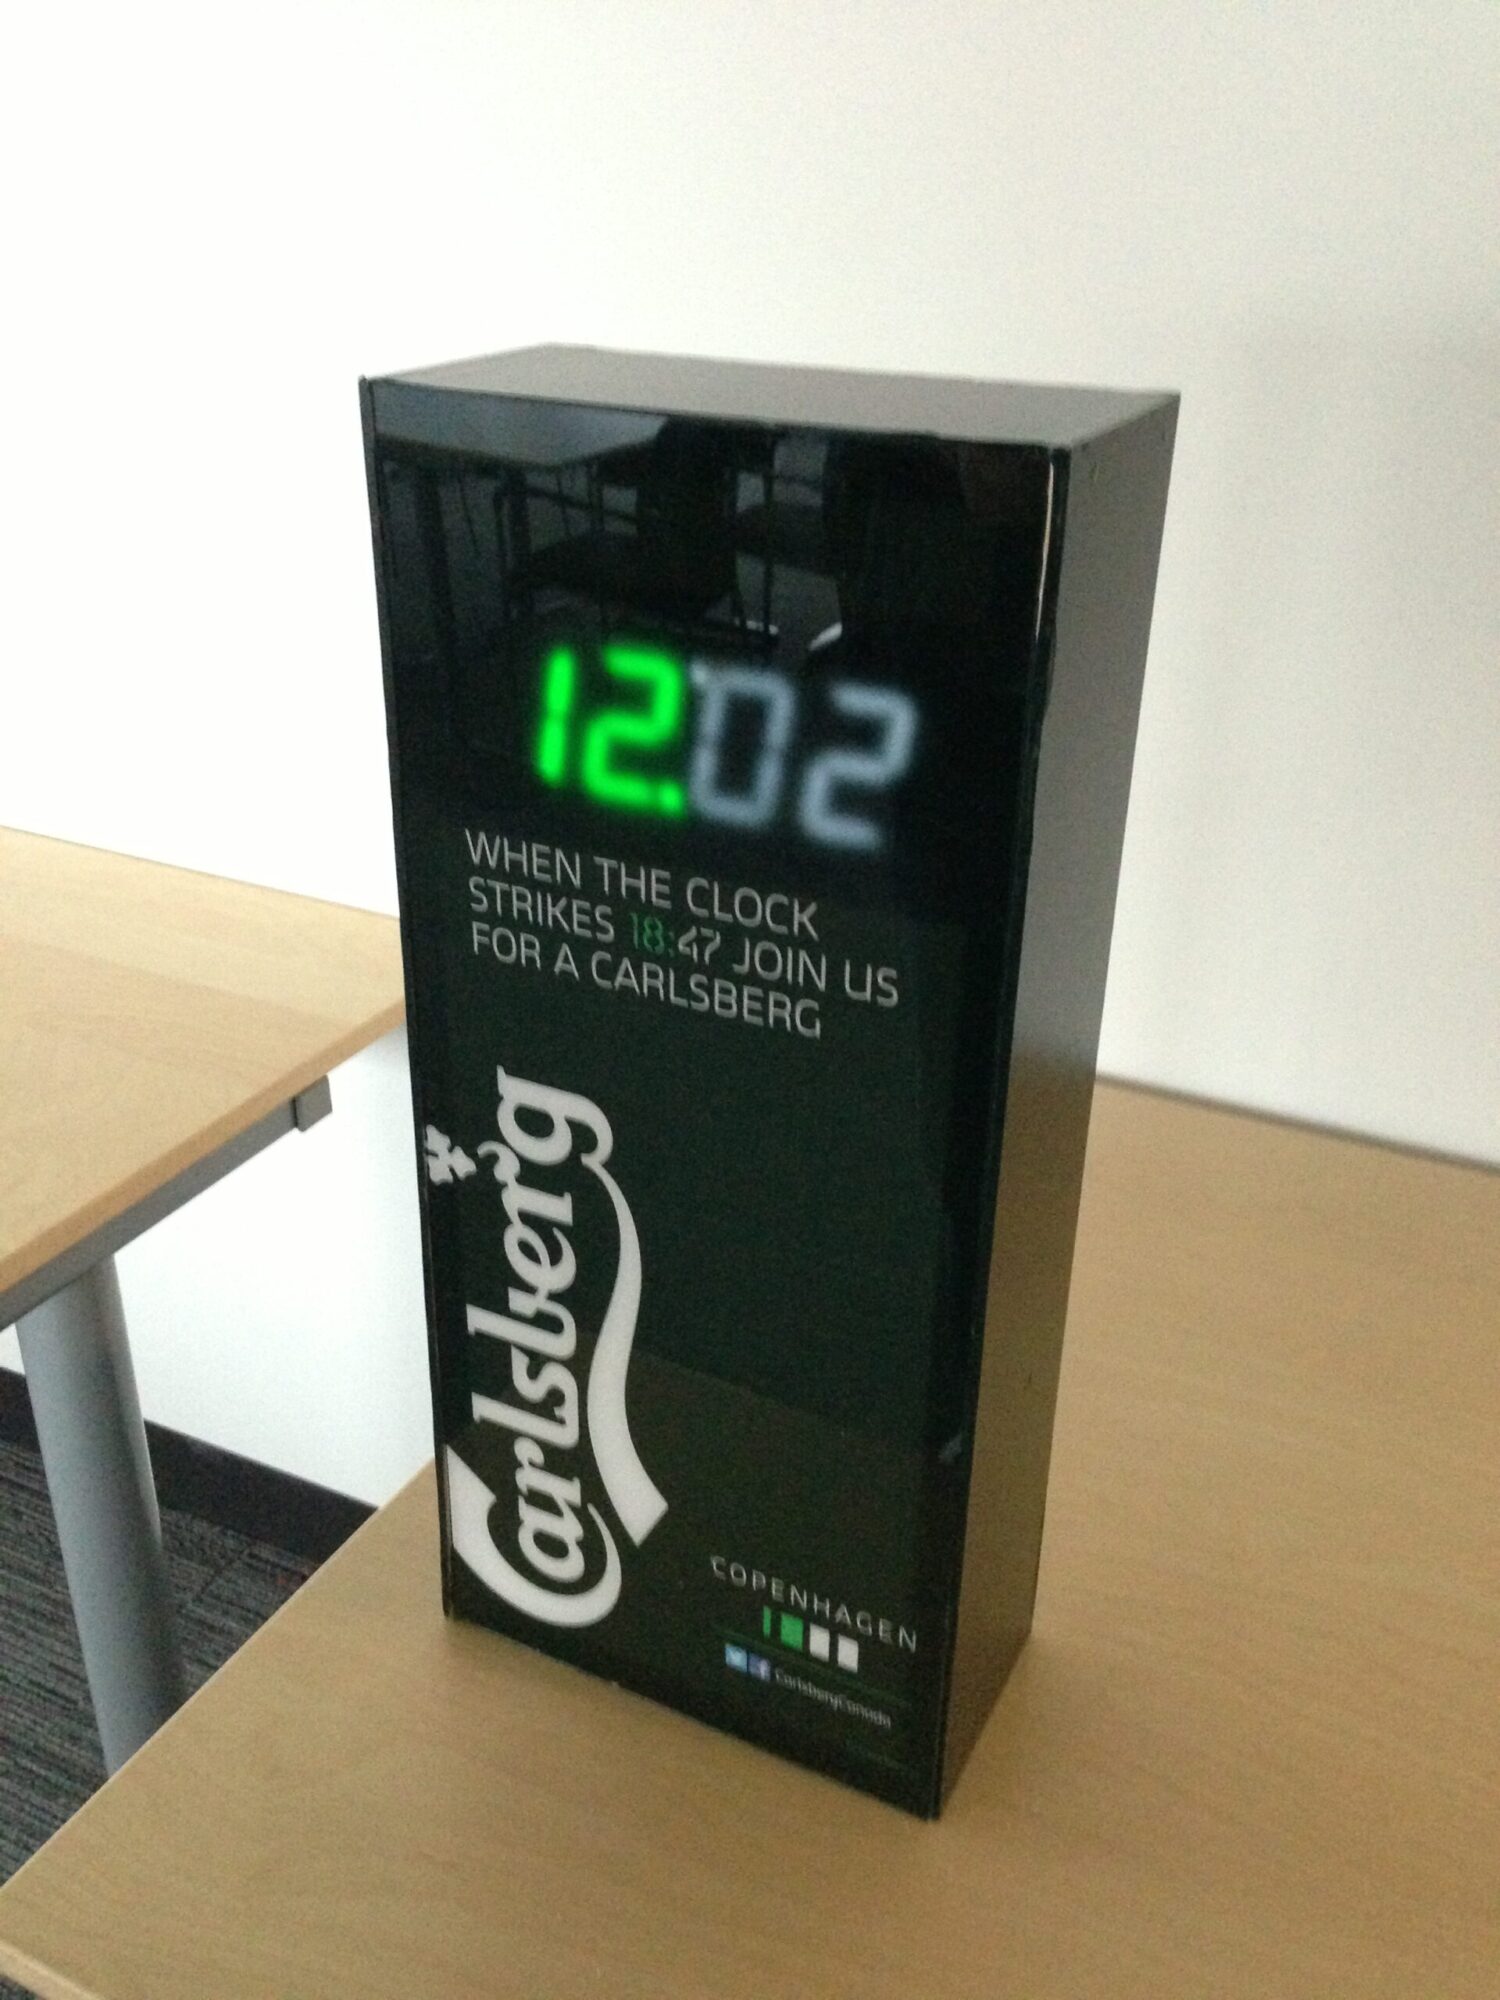 12.02
WHEN THE CLOCK
STRIKES 18:47 JOIN US
FOR A CARLSBERG
Carlsberg
COPENHAGEN
CarlsbergCanada